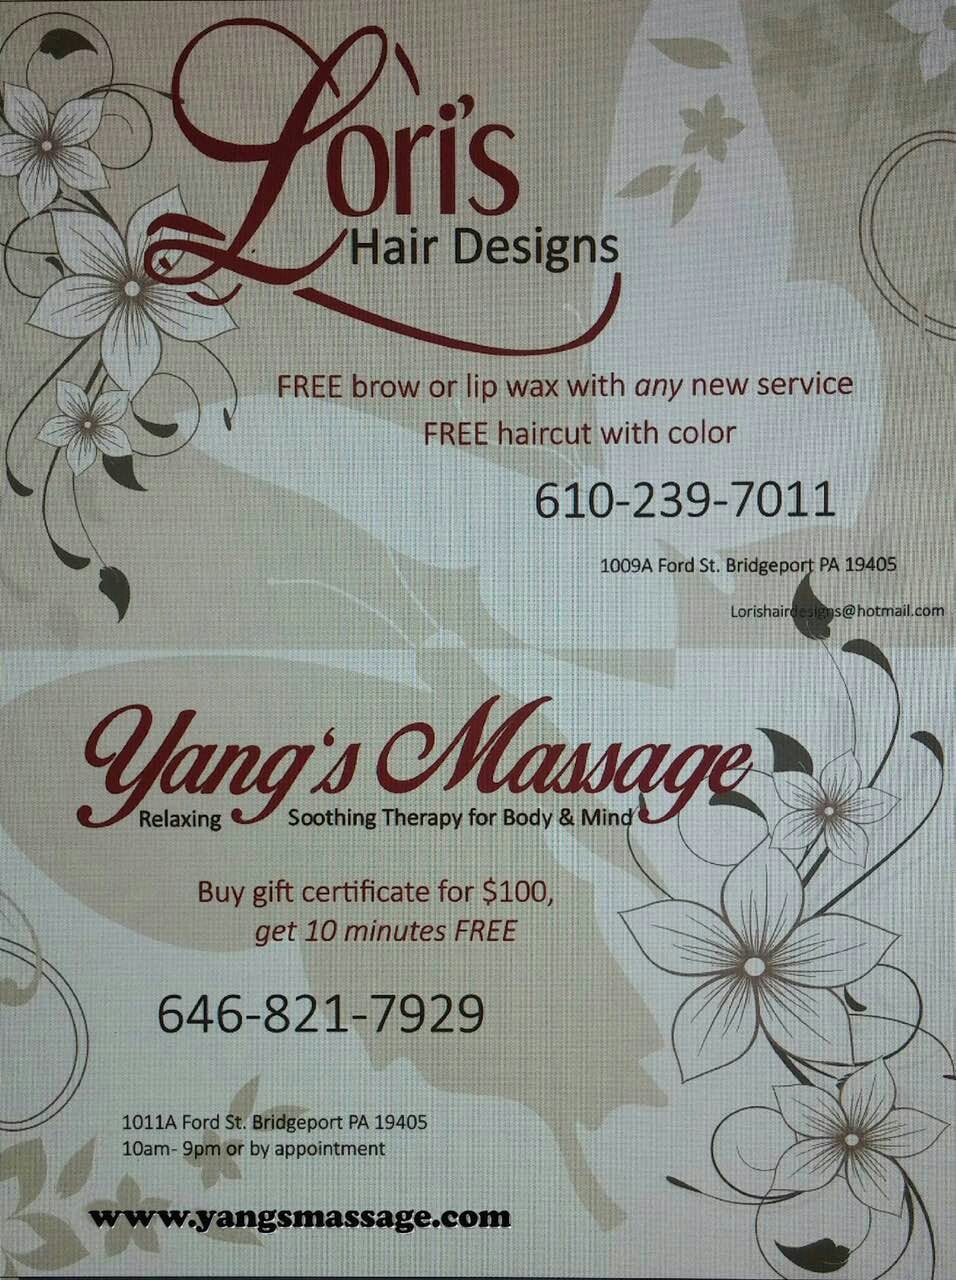 Lori's
Hair Designs
FREE brow or lip wax with any new service
FREE haircut with color
610-239-7011
1009A Ford St. Bridgeport PA 19405
Lorishairdesigns@hotmail.com
Yang's Massage
Relaxing Soothing Therapy for Body & Mind
Buy gift certificate for $100,
get 10 minutes FREE
646-821-7929
1011A Ford St. Bridgeport PA 19405
10am- 9pm or by appointment
www.yangsmassage.com